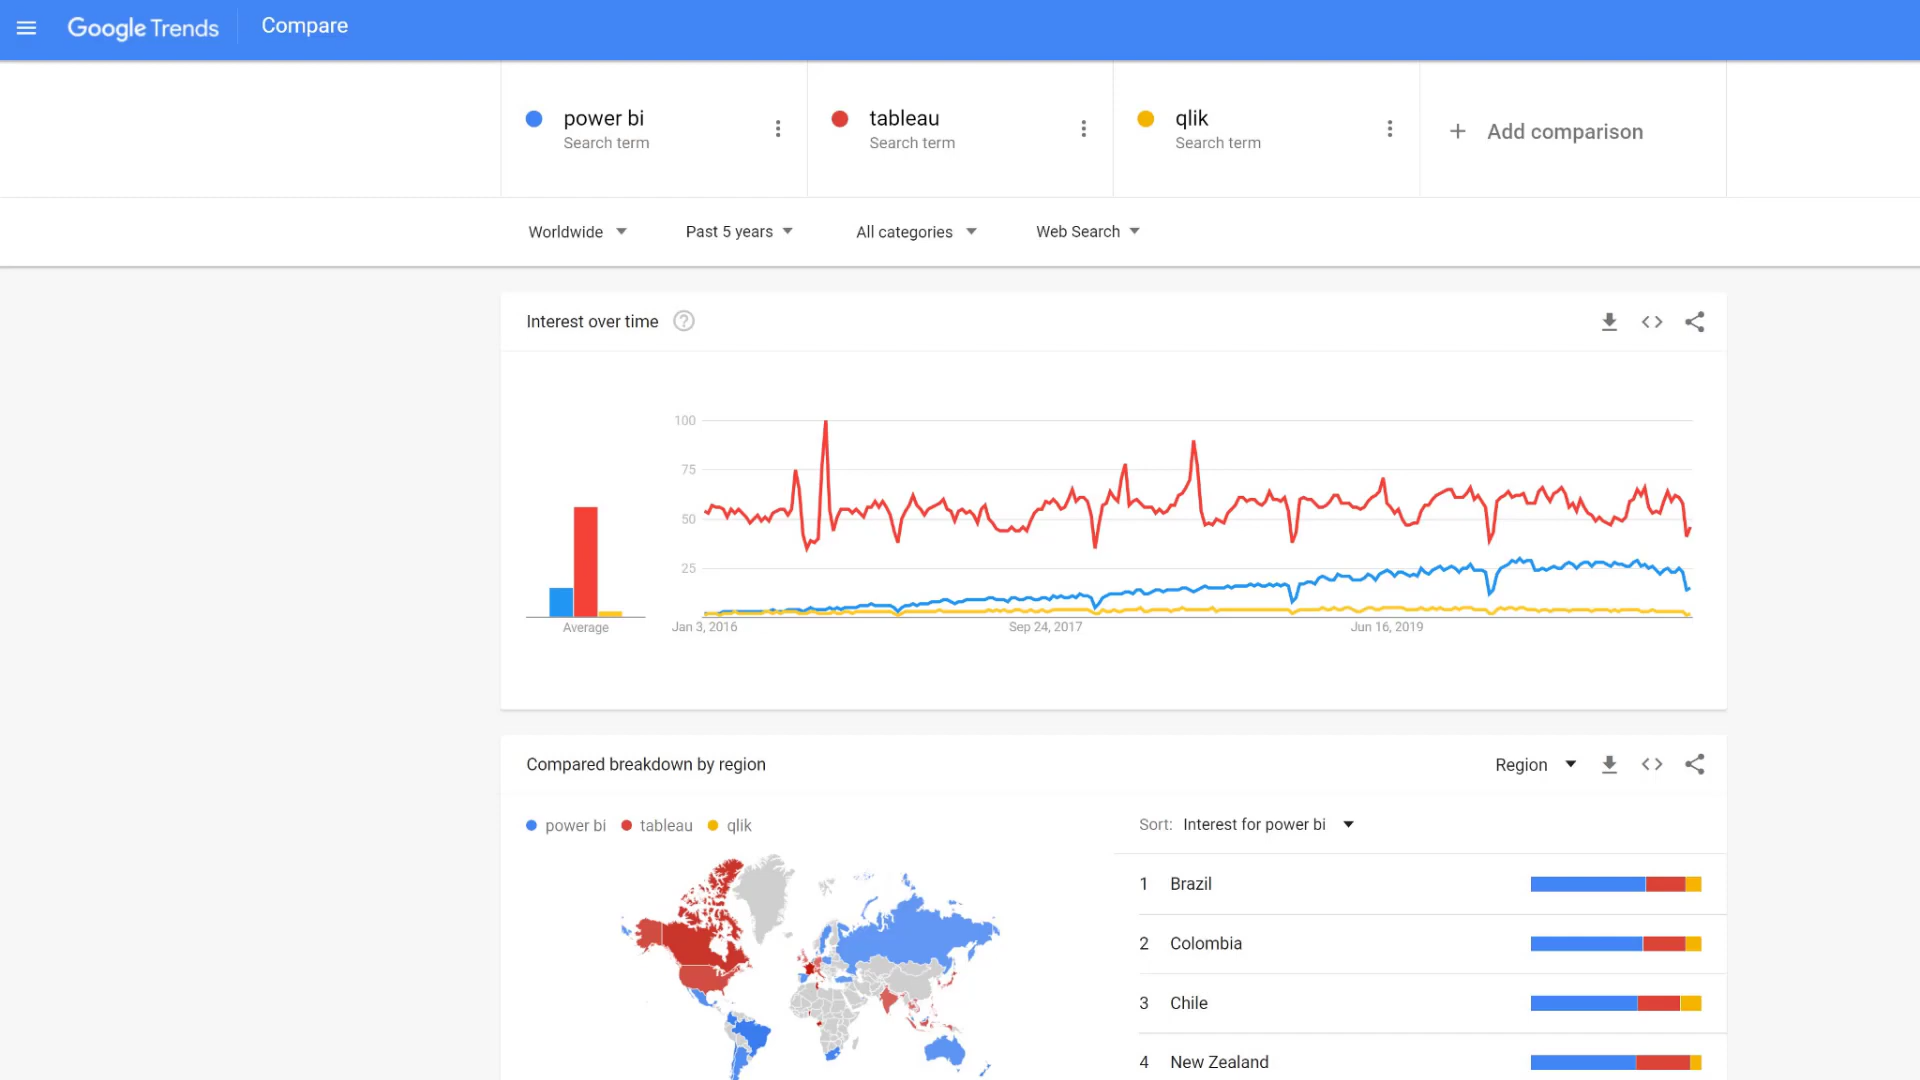 Google Trends Compare
power bi
Search term
tableau
Search term
qlik
Search term
+ Add comparison
Worldwide
Past 5 years
All categories
Web Search
Interest over time ?
100
75
50
25
Average
Jan 3, 2016
Sep 24, 2017
Jun 16, 2019
Compared breakdown by region
Region
power bi tableau qlik
Sort: Interest for power bi
1 Brazil
2 Colombia
3 Chile
4 New Zealand